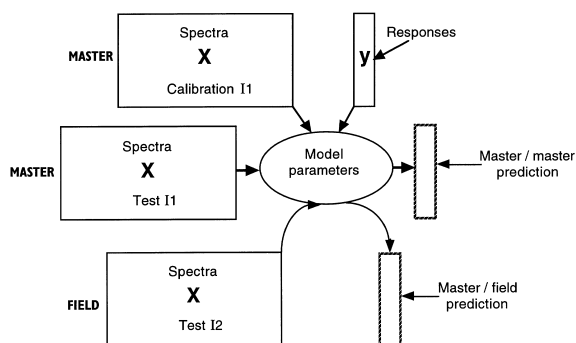 Spectra
Responses
MASTER
X
y
Calibration I1
Spectra
MASTER
X
Test I1
Model
parameters
Master / master
prediction
Spectra
FIELD
X
Test I2
Master / field
prediction